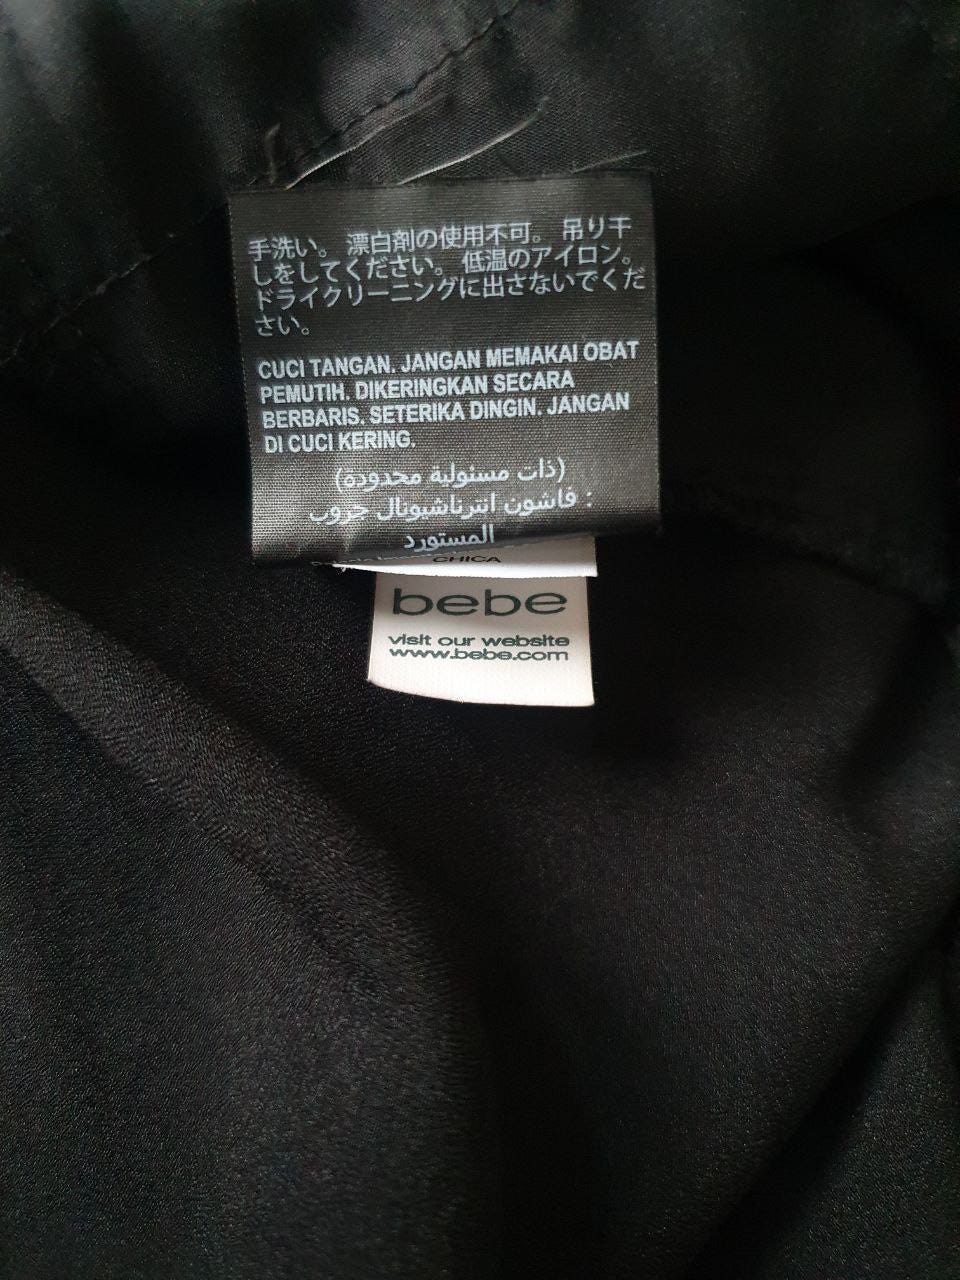 手洗い。 漂白剤の使用不可。 吊り干
しをしてください。 低温のアイロン。
ドライクリーニングに出さないでくだ
さい。
CUCI TANGAN. JANGAN MEMAKAI OBAT
PEMUTIH. DIKERINGKAN SECARA
BERBARIS. SETERIKA DINGIN. JANGAN
DI CUCI KERING.
(ذات مسئولية محدودة)
: فاشون انترناشيونال جروب
المستورد
CHICA
bebe
visit our website
www.bebe.com